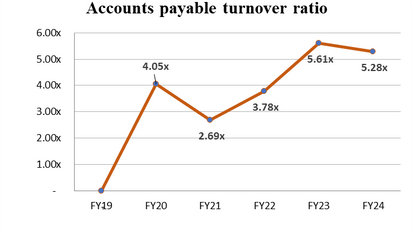 Accounts payable turnover ratio
6.00x
5.00x
4.00x
3.00x
2.00x
1.00x
-
4.05x
2.69x
3.78x
5.61x
5.28x
FY19 FY20 FY21 FY22 FY23 FY24